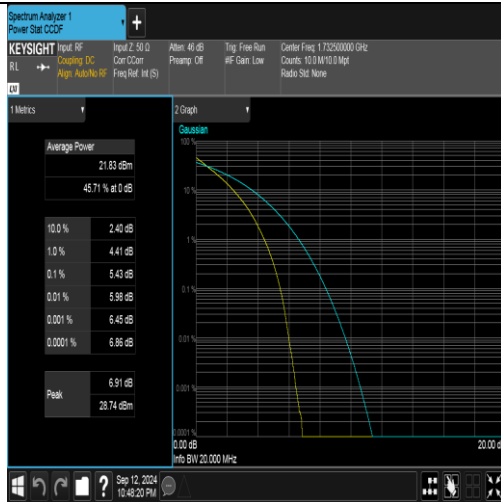 Spectrum Analyzer 1
Power Stat CCDF
KEYSIGHT
RL
Input: RF
Coupling: DC
Align: Auto/No RF
Input Z: 50 Ω
Corr CCorr
Freq Ref: Int (S)
Atten: 46 dB
Preamp: Off
Trig: Free Run
#IF Gain: Low
Center Freq: 1.732500000 GHz
Counts: 10.0 M/10.0 Mpt
Radio Std: None
1 Metrics
Average Power
21.83 dBm
45.71 % at 0 dB
10.0 % 2.40 dB
1.0 % 4.41 dB
0.1 % 5.43 dB
0.01 % 5.98 dB
0.001 % 6.45 dB
0.0001 % 6.86 dB
Peak
6.91 dB
28.74 dBm
2 Graph
Gaussian
100 %
10 %
1 %
0.1 %
0.01 %
0.001 %
0.0001 %
0.00 dB
20.00 d
Info BW 20.000 MHz
?
Sep 12, 2024
10:48:20 PM